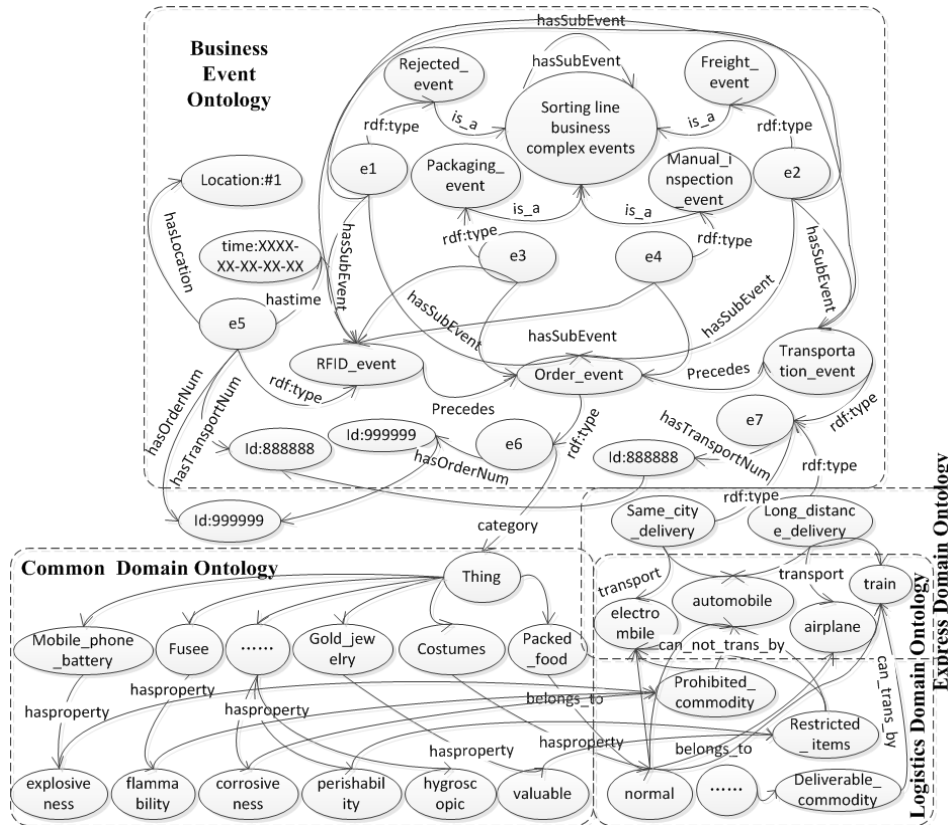 hasSubEvent
Business
Event
Ontology
Rejected_
event
hasSubEvent
Freight_
event
Sorting line
business
complex events
rdf:type
is_a
is_a
rdf:type
e1
Packaging_
event
Manual_i
nspection
_event
e2
Location:#1
is_a
is_a
hasLocation
time:XXXX-
XX-XX-XX-XX
hasSubEvent
rdf:type
e3
e4
rdf:type
hasSubEvent
hastime
e5
hasSubEvent
hasSubEvent
hasSubEvent
RFID_event
Order_event
Precedes
Transporta
tion_event
rdf:type
Precedes
rdf:type
rdf:type
hasOrderNum
hasTransportNum
Id:888888
Id:999999
e6
hasOrderNum
hasTransportNum
e7
Id:888888
rdf:type
rdf:type
Id:999999
category
Same_city
_delivery
Long_distanc
e_delivery
Common Domain Ontology
Thing
transport
transport
train
electro
mbile
automobile
airplane
Mobile_phone
_battery
Fusee
......
Gold_jew
elry
Costumes
Packed
_food
can_not_trans_by
can_trans_by
hasproperty
hasproperty
hasproperty
belongs_to
Prohibited_
commodity
Restricted
_items
hasproperty
hasproperty
belongs_to
explosive
ness
flamma
bility
corrosive
ness
perishabil
ity
hygros
copic
valuable
normal
......
Deliverable_
commodity
Logistics Domain Ontology
Express Domain Ontology